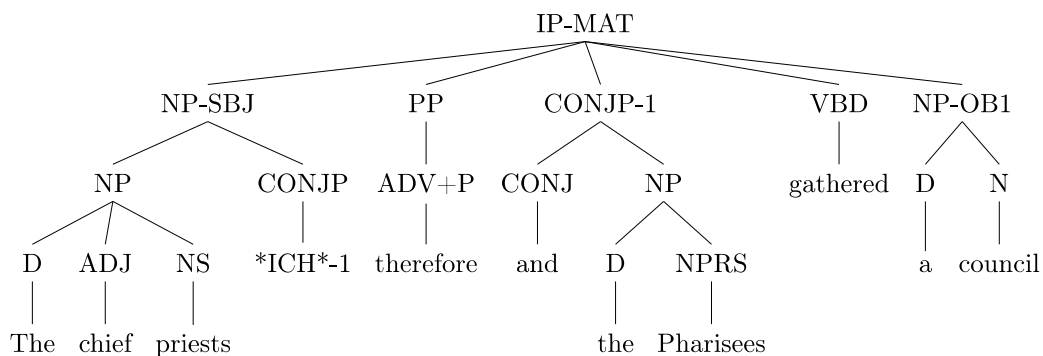 IP-MAT
NP-SBJ PP CONJP-1 VBD NP-OB1
NP CONJP ADV+P CONJ NP gathered D N
D ADJ NS *ICH*-1 therefore and D NPRS a council
The chief priests the Pharisees